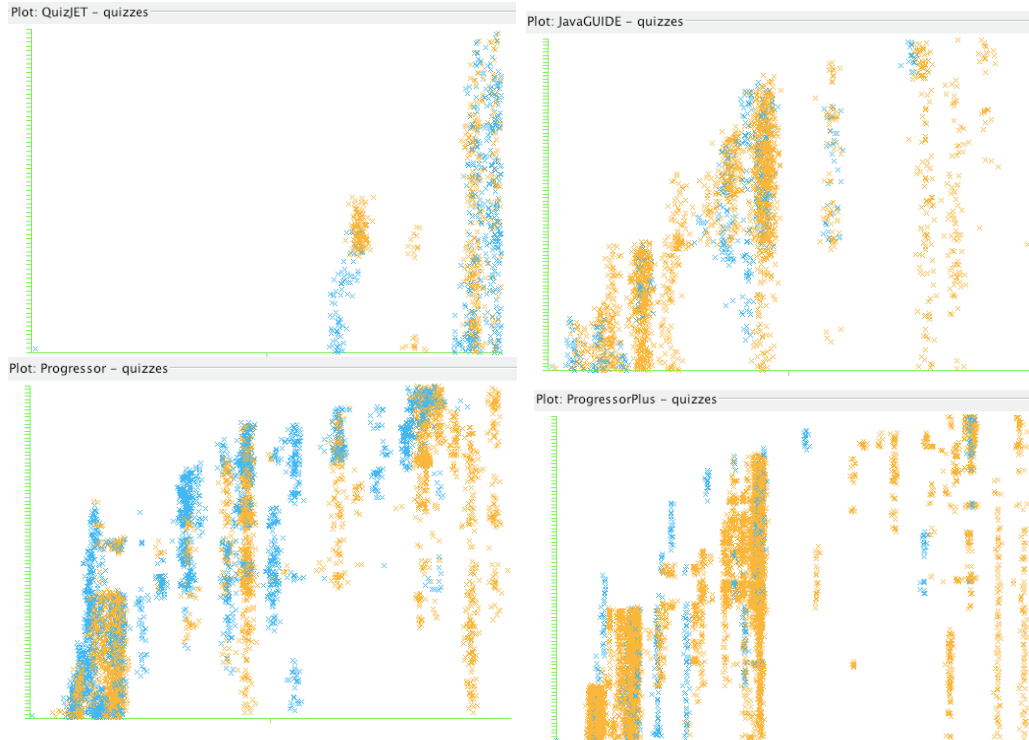 Plot: QuizJET - quizzes
Plot: JavaGUIDE - quizzes
Plot: Progressor - quizzes
Plot: ProgressorPlus - quizzes